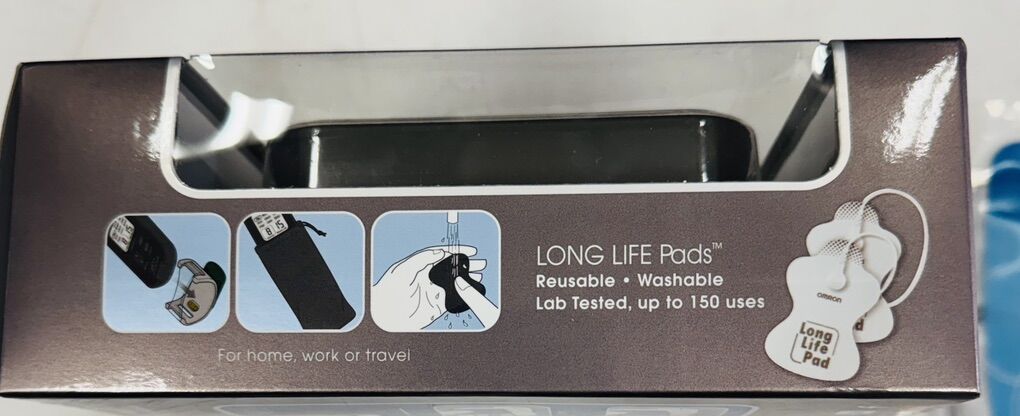 LONG LIFE Pads™
Reusable • Washable
Lab Tested, up to 150 uses
For home, work or travel
OMRON
Long
Life
Pad
d